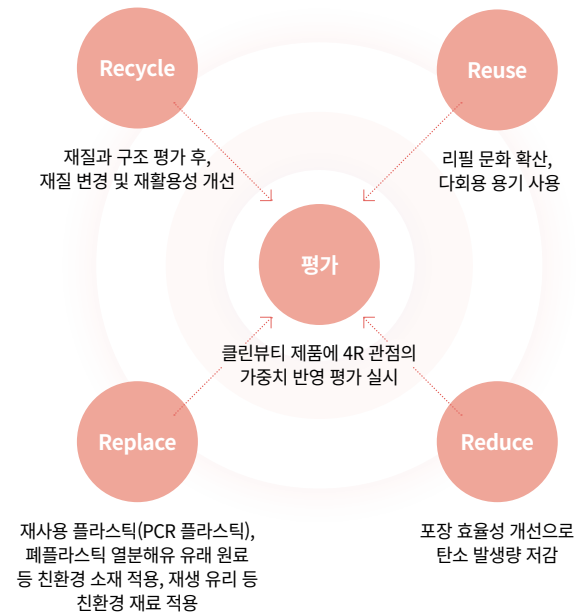 Recycle
재질과 구조 평가 후,
재질 변경 및 재활용성 개선
Reuse
리필 문화 확산,
다회용 용기 사용
평가
클린뷰티 제품에 4R 관점의
가중치 반영 평가 실시
Replace
재사용 플라스틱(PCR 플라스틱),
폐플라스틱 열분해유 유래 원료
등 친환경 소재 적용, 재생 유리 등
친환경 재료 적용
Reduce
포장 효율성 개선으로
탄소 발생량 저감